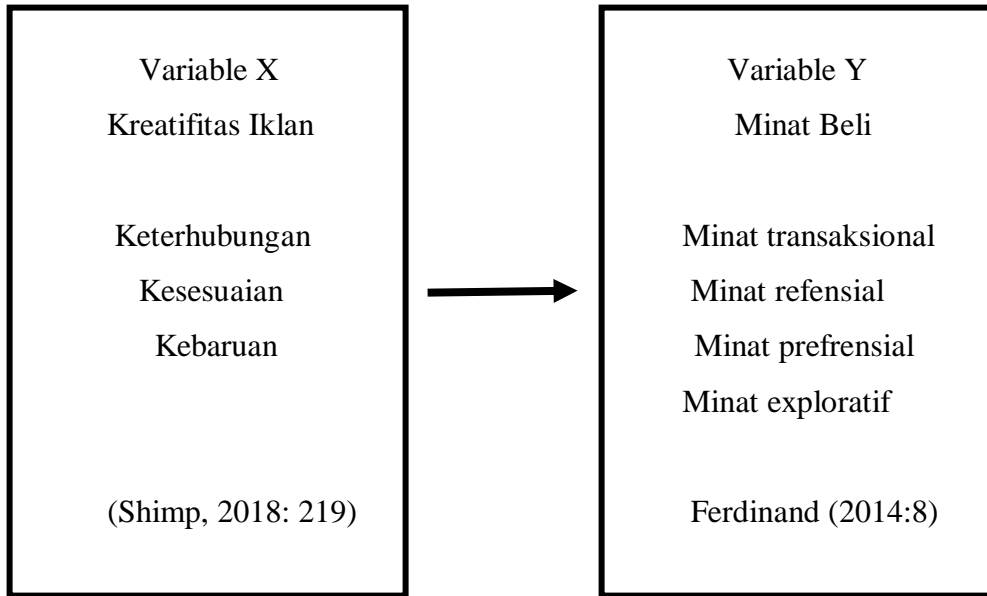 Variable X
Kreatifitas Iklan
Keterhubungan
Kesesuaian
Kebaruan
(Shimp, 2018: 219)
Variable Y
Minat Beli
Minat transaksional
Minat refensial
Minat prefrensial
Minat exploratif
Ferdinand (2014:8)